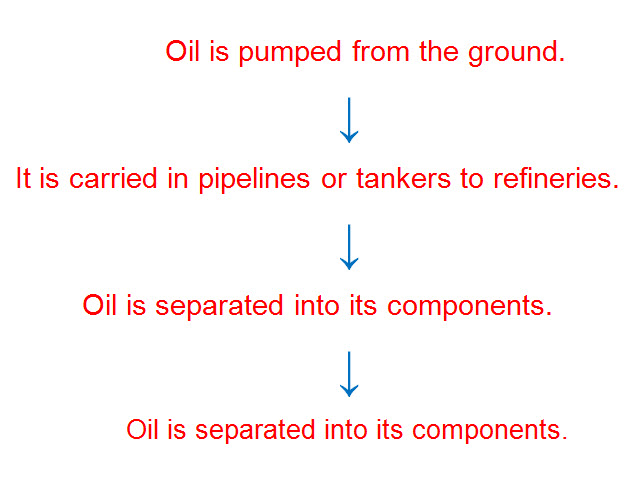 Oil is pumped from the ground.
It is carried in pipelines or tankers to refineries.
Oil is separated into its components.
Oil is separated into its components.